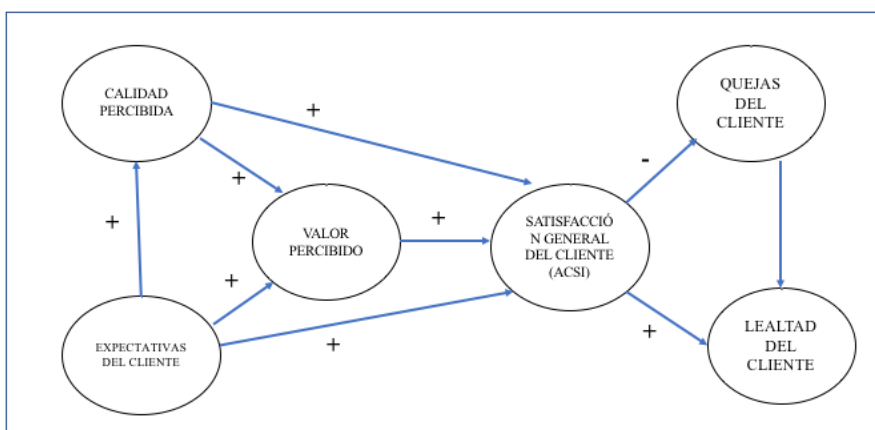 CALIDAD
PERCIBIDA
+
+
+
VALOR
PERCIBIDO
+
+
EXPECTATIVAS
DEL CLIENTE
+
SATISFACCIÓ
N GENERAL
DEL CLIENTE
(ACSI)
-
+
QUEJAS
DEL
CLIENTE
LEALTAD
DEL
CLIENTE